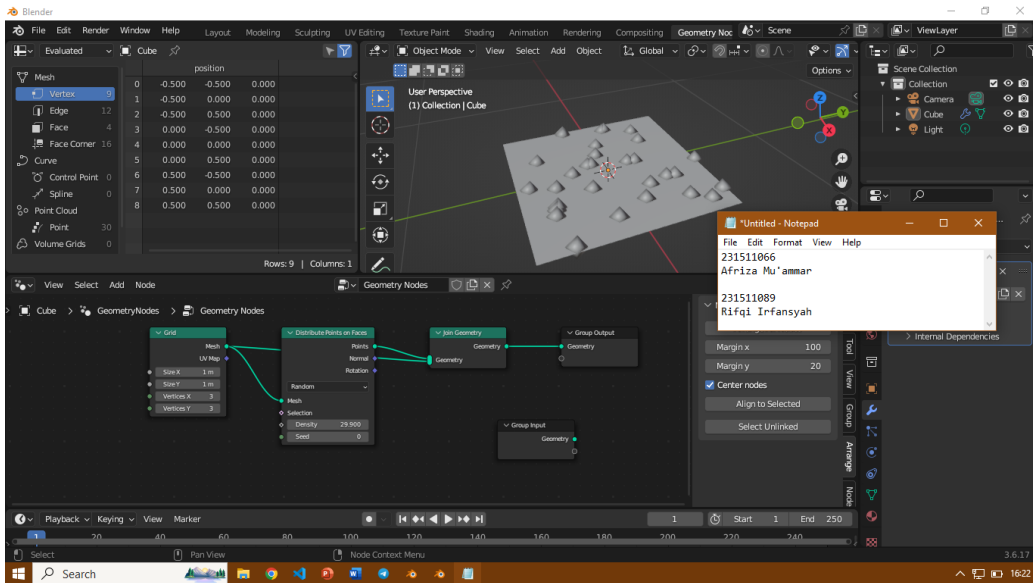 Blender
File Edit Render Window Help Layout Modeling Sculpting UV Editing Texture Paint Shading Animation Rendering Compositing Geometry Noc Scene ViewLayer
Evaluated Cube Object Mode View Select Add Object Global
Options
Mesh
Vertex 9
Edge 12
Face 4
Face Corner 16
Curve
Control Point 0
Spline 0
Point Cloud
Point 30
Volume Grids 0
position
0 -0.500 -0.500 0.000
1 -0.500 0.000 0.000
2 -0.500 0.500 0.000
3 0.000 -0.500 0.000
4 0.000 0.000 0.000
5 0.000 0.500 0.000
6 0.500 -0.500 0.000
7 0.500 0.000 0.000
8 0.500 0.500 0.000
Rows: 9 | Columns: 1
User Perspective
(1) Collection | Cube
Z
Y
X
Scene Collection
Collection
Camera
Cube
Light
*Untitled - Notepad
File Edit Format View Help
231511066
Afriza Mu'ammar
231511089
Rifqi Irfansyah
Internal Dependencies
View Select Add Node Geometry Nodes
Cube > GeometryNodes > Geometry Nodes
Grid
Mesh
UV Map
Size X 1 m
Size Y 1 m
Vertices X 3
Vertices Y 3
Distribute Points on Faces
Points
Normal
Rotation
Random
Mesh
Selection
Density 29.900
Seed 0
Join Geometry
Geometry
Geometry
Group Output
Geometry
Group Input
Geometry
Margin x 100
Margin y 20
Center nodes
Align to Selected
Select Unlinked
Tool
View
Group
Arrange
Node
Playback Keying View Marker 1 Start 1 End 250
1 20 40 60 80 100 120 140 160 180 200 220 240
Select Pan View Node Context Menu 3.6.17
Search 16:22